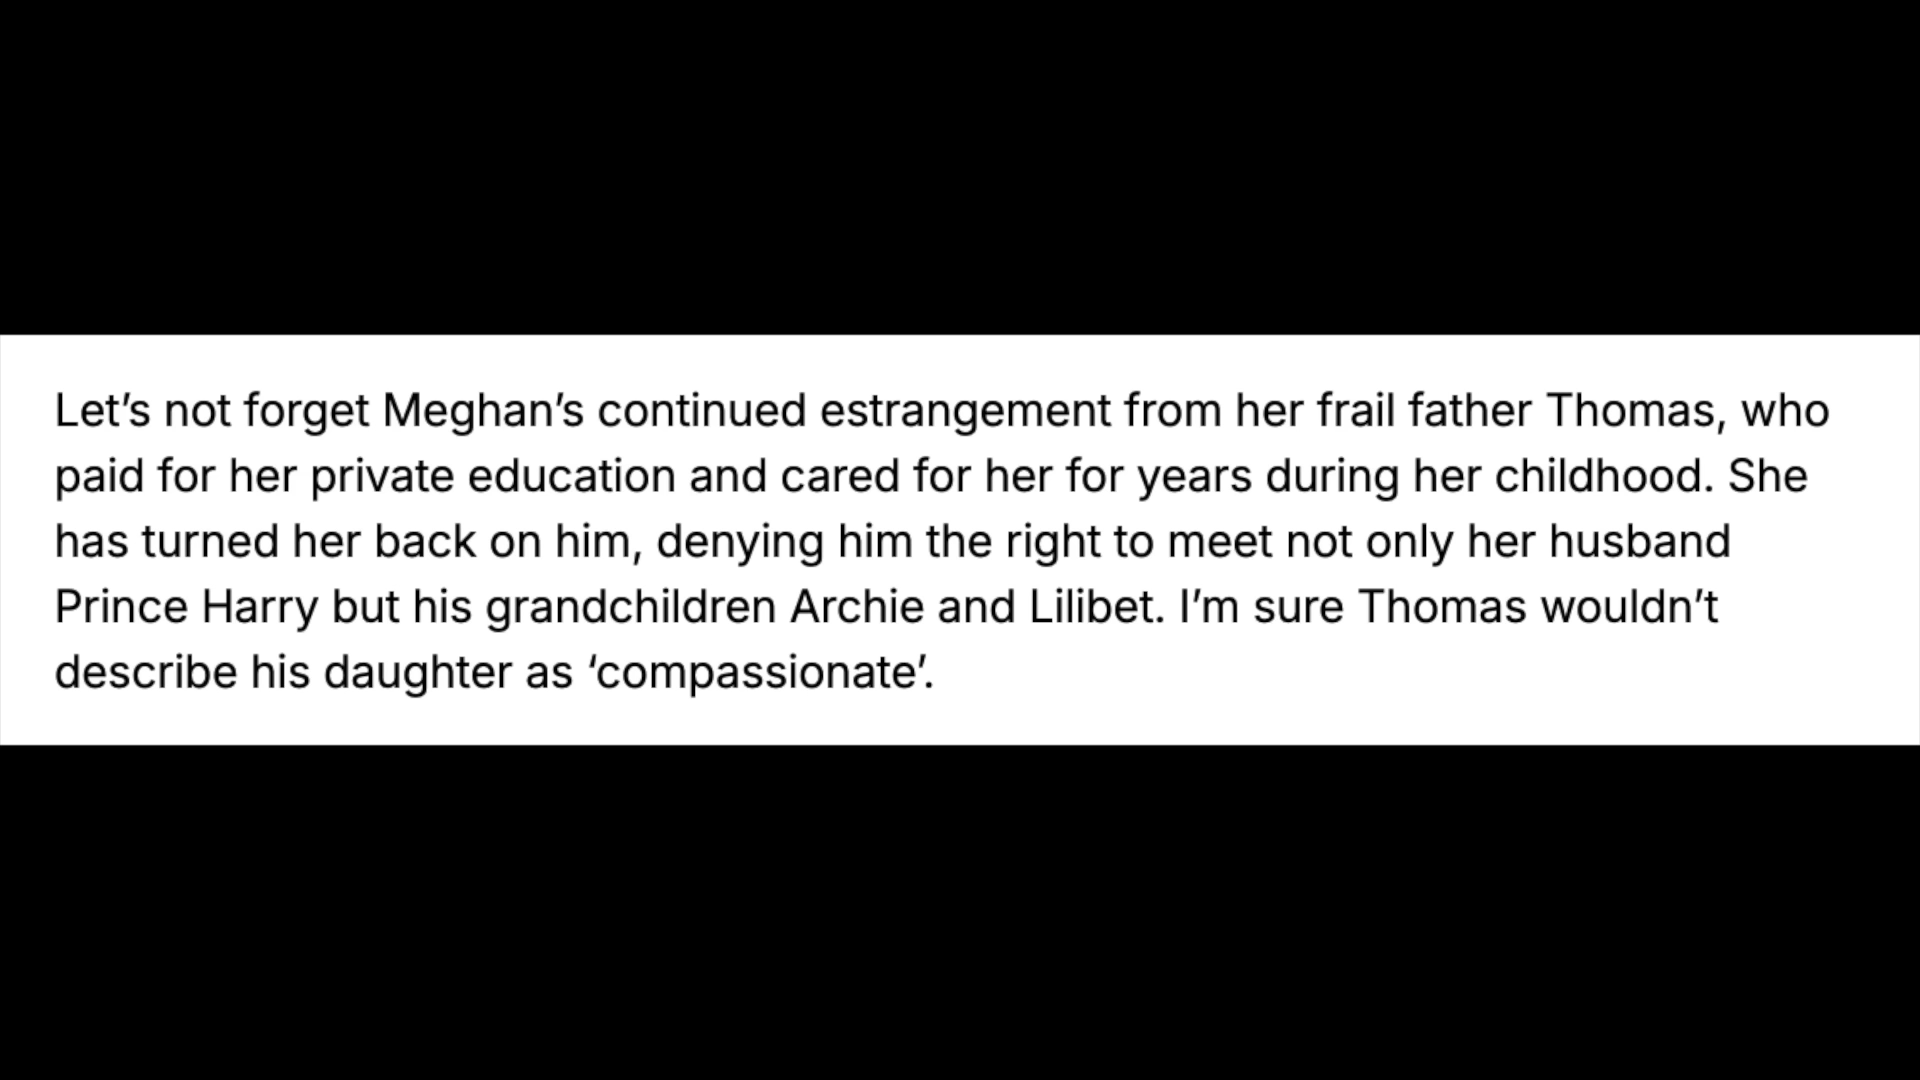 Let’s not forget Meghan’s continued estrangement from her frail father Thomas, who
paid for her private education and cared for her for years during her childhood. She
has turned her back on him, denying him the right to meet not only her husband
Prince Harry but his grandchildren Archie and Lilibet. I’m sure Thomas wouldn’t
describe his daughter as ‘compassionate’.